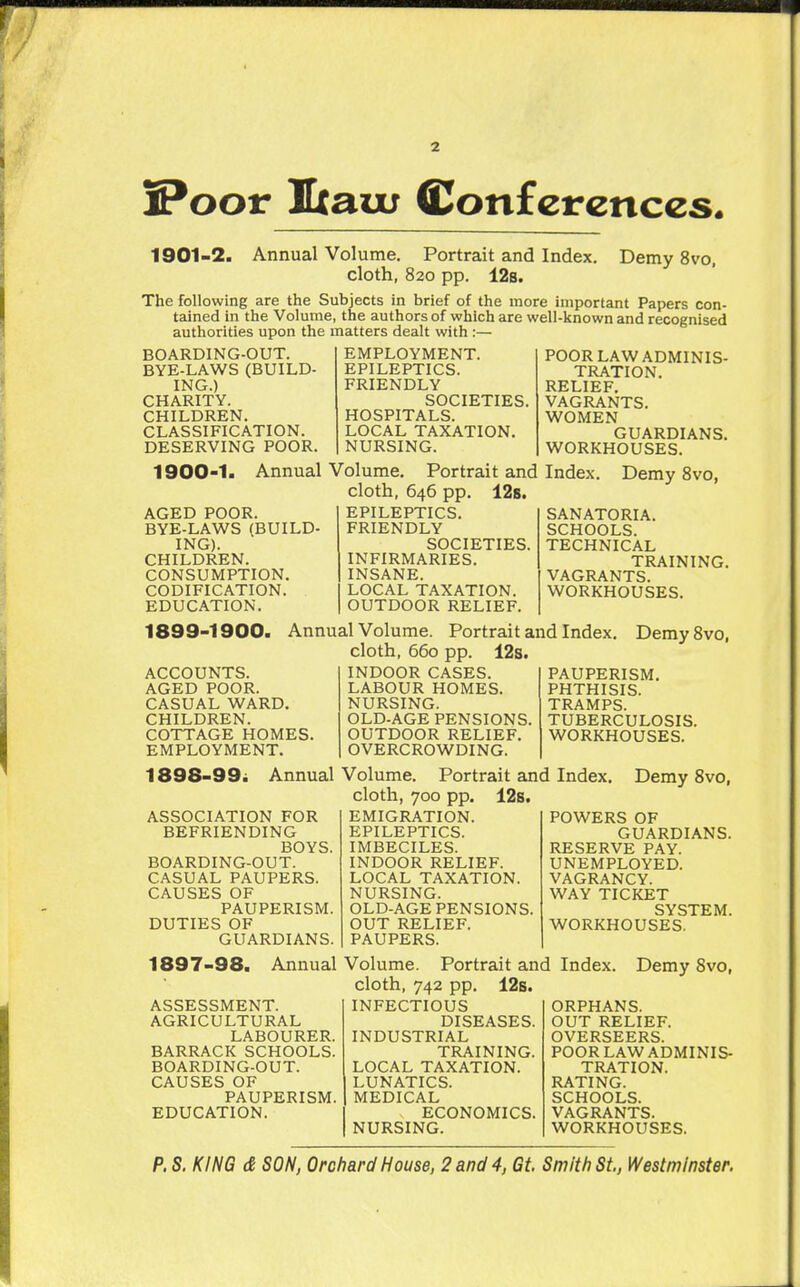 2
Poor Law Conferences.
1901-2. Annual Volume. Portrait and Index. Demy 8vo,
cloth, 820 pp. 12s.
The following are the Subjects in brief of the more important Papers con-
tained in the Volume, the authors of which are well-known and recognised
authorities upon the matters dealt with :—
BOARDING-OUT.
BYE-LAWS (BUILD-
ING.)
CHARITY.
CHILDREN.
CLASSIFICATION.
DESERVING POOR.
EMPLOYMENT.
EPILEPTICS.
FRIENDLY
SOCIETIES.
HOSPITALS.
LOCAL TAXATION.
NURSING.
POOR LAW ADMINIS-
TRATION.
RELIEF.
VAGRANTS.
WOMEN
GUARDIANS.
WORKHOUSES.
1900-1. Annual Volume. Portrait and Index. Demy 8vo,
cloth, 646 pp. 12s.
AGED POOR.
BYE-LAWS (BUILD-
ING).
CHILDREN.
CONSUMPTION.
CODIFICATION.
EDUCATION.
EPILEPTICS.
FRIENDLY
SOCIETIES.
INFIRMARIES.
INSANE.
LOCAL TAXATION.
OUTDOOR RELIEF.
SANATORIA.
SCHOOLS.
TECHNICAL
TRAINING.
VAGRANTS.
WORKHOUSES.
1899-1900. Annual Volume. Portrait and Index. Demy 8vo,
cloth, 660 pp. 12s.
ACCOUNTS.
AGED POOR.
CASUAL WARD.
CHILDREN.
COTTAGE HOMES.
EMPLOYMENT.
INDOOR CASES.
LABOUR HOMES.
NURSING.
OLD-AGE PENSIONS.
OUTDOOR RELIEF.
OVERCROWDING.
PAUPERISM.
PHTHISIS.
TRAMPS.
TUBERCULOSIS.
WORKHOUSES.
1898-99. Annual Volume. Portrait and Index. Demy 8vo,
cloth, 700 pp. 12s.
ASSOCIATION FOR
BEFRIENDING
BOYS.
BOARDING-OUT.
CASUAL PAUPERS.
CAUSES OF
PAUPERISM.
DUTIES OF
GUARDIANS.
EMIGRATION.
EPILEPTICS.
IMBECILES.
INDOOR RELIEF.
LOCAL TAXATION.
NURSING.
OLD-AGE PENSIONS.
OUT RELIEF.
PAUPERS.
POWERS OF
GUARDIANS.
RESERVE PAY.
UNEMPLOYED.
VAGRANCY.
WAY TICKET
SYSTEM.
WORKHOUSES.
1897-98. Annual Volume. Portrait and Index. Demy 8vo,
cloth, 742 pp. 12s.
ASSESSMENT.
AGRICULTURAL
LABOURER.
BARRACK SCHOOLS.
BOARDING-OUT.
CAUSES OF
PAUPERISM.
EDUCATION.
INFECTIOUS
DISEASES.
INDUSTRIAL
TRAINING.
LOCAL TAXATION.
LUNATICS.
MEDICAL
ECONOMICS.
NURSING.
ORPHANS.
OUT RELIEF.
OVERSEERS.
POOR LAW ADMINIS-
TRATION.
RATING.
SCHOOLS.
VAGRANTS.
WORKHOUSES.
P. S. KING & SON, Orchard House, 2 and 4, Gt. Smith St., Westminster.